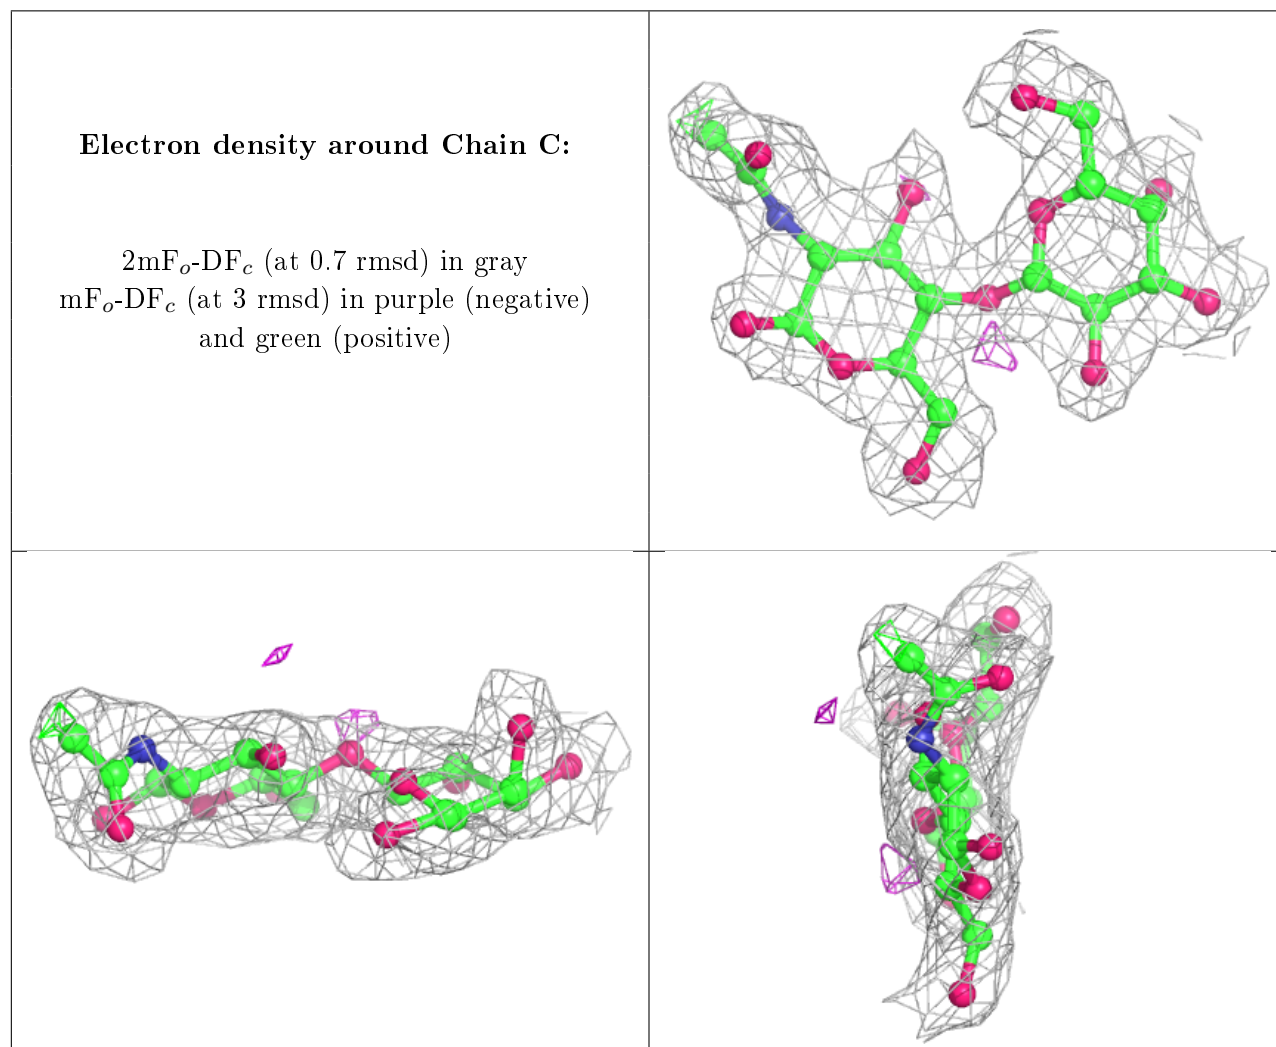 Electron density around Chain C:
2mFo-DFc (at 0.7 rmsd) in gray
mFo-DFc (at 3 rmsd) in purple (negative)
and green (positive)